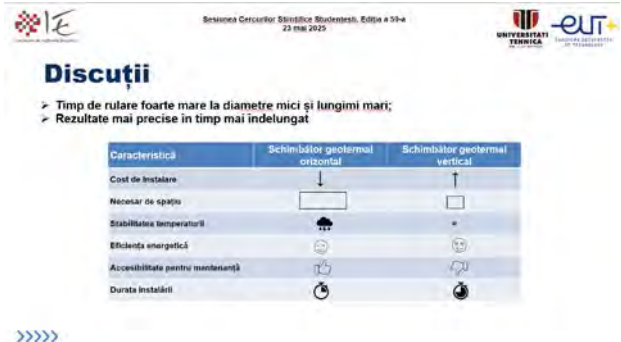 Sesiunea Cercurilor Științifice Studențești, Ediția a 59-a
23 mai 2025
UNIVERSITATEA
TEHNICA
Discuții
Timp de rulare foarte mare la diametre mici și lungimi mari;
Rezultate mai precise în timp mai îndelungat
Caracteristică
Schimbător geotermal orizontal
Schimbător geotermal vertical
Cost de Instalare
Necesar de spațiu
Stabilitatea temperaturii
Eficiența energetică
Accesibilitate pentru mentenanță
Durata instalării